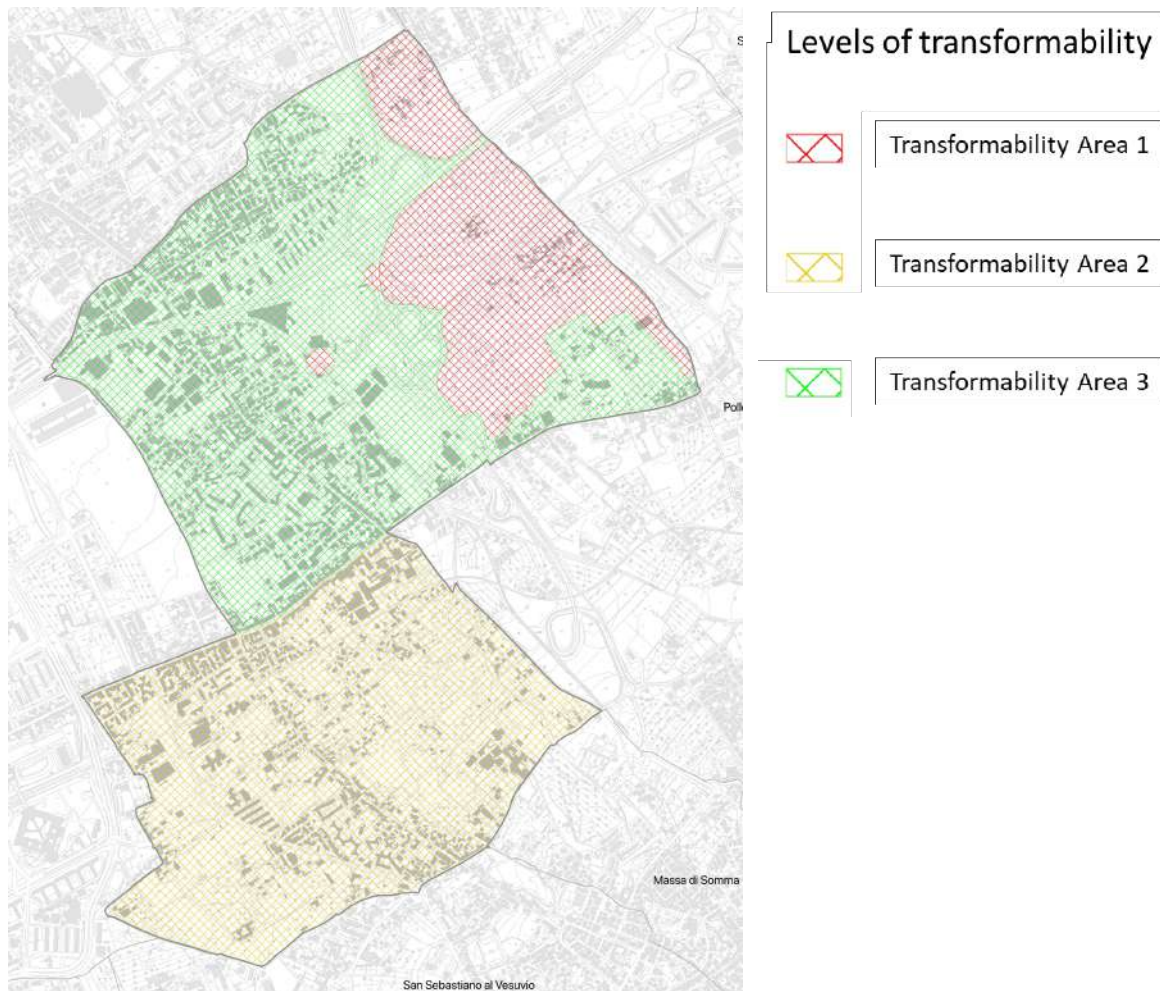 Levels of transformability
Transformability Area 1
Transformability Area 2
Transformability Area 3
S
Poll
Massa di Somma
San Sebastiano al Vesuvio